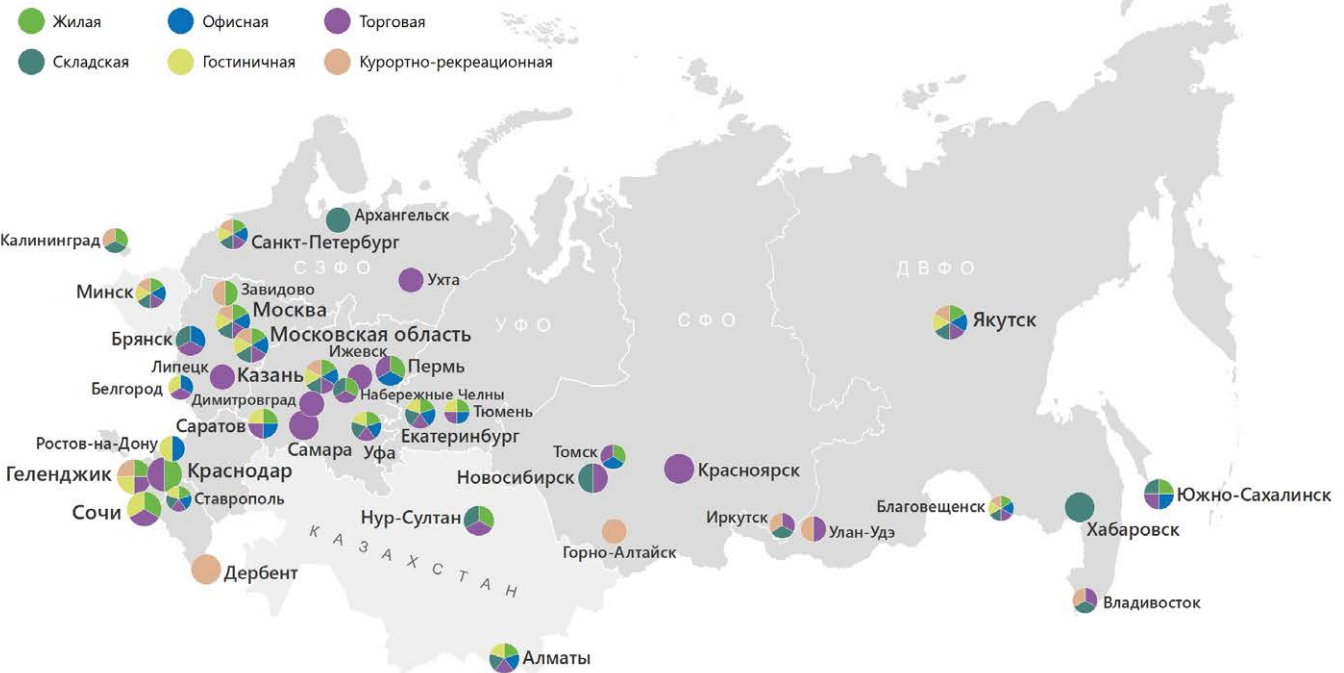 Жилая
Офисная
Торговая
Складская
Гостиничная
Курортно-рекреационная
Архангельск
Калининград
Санкт-Петербург
СЗФО
ДВФО
Ухта
Минск
Завидово
Москва
УФО
СФО
Якутск
Брянск
Московская область
Ижевск
Липецк
Казань
Пермь
Белгород
Димитровград
Набережные Челны
Тюмень
Саратов
Екатеринбург
Ростов-на-Дону
Самара
Уфа
Томск
Геленджик
Краснодар
Новосибирск
Красноярск
Ставрополь
Южно-Сахалинск
Сочи
Нур-Султан
Благовещенск
Иркутск
Улан-Удэ
Хабаровск
КАЗАХСТАН
Горно-Алтайск
Дербент
Владивосток
Алматы